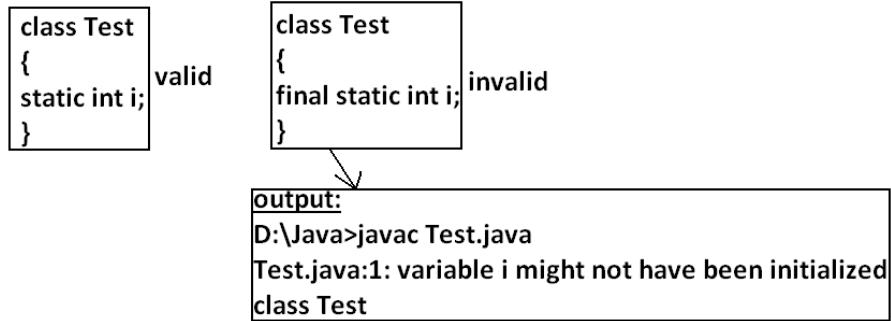 class Test
{
static int i;
}
valid
class Test
{
final static int i;
}
invalid
output:
D:\Java>javac Test.java
Test.java:1: variable i might not have been initialized
class Test